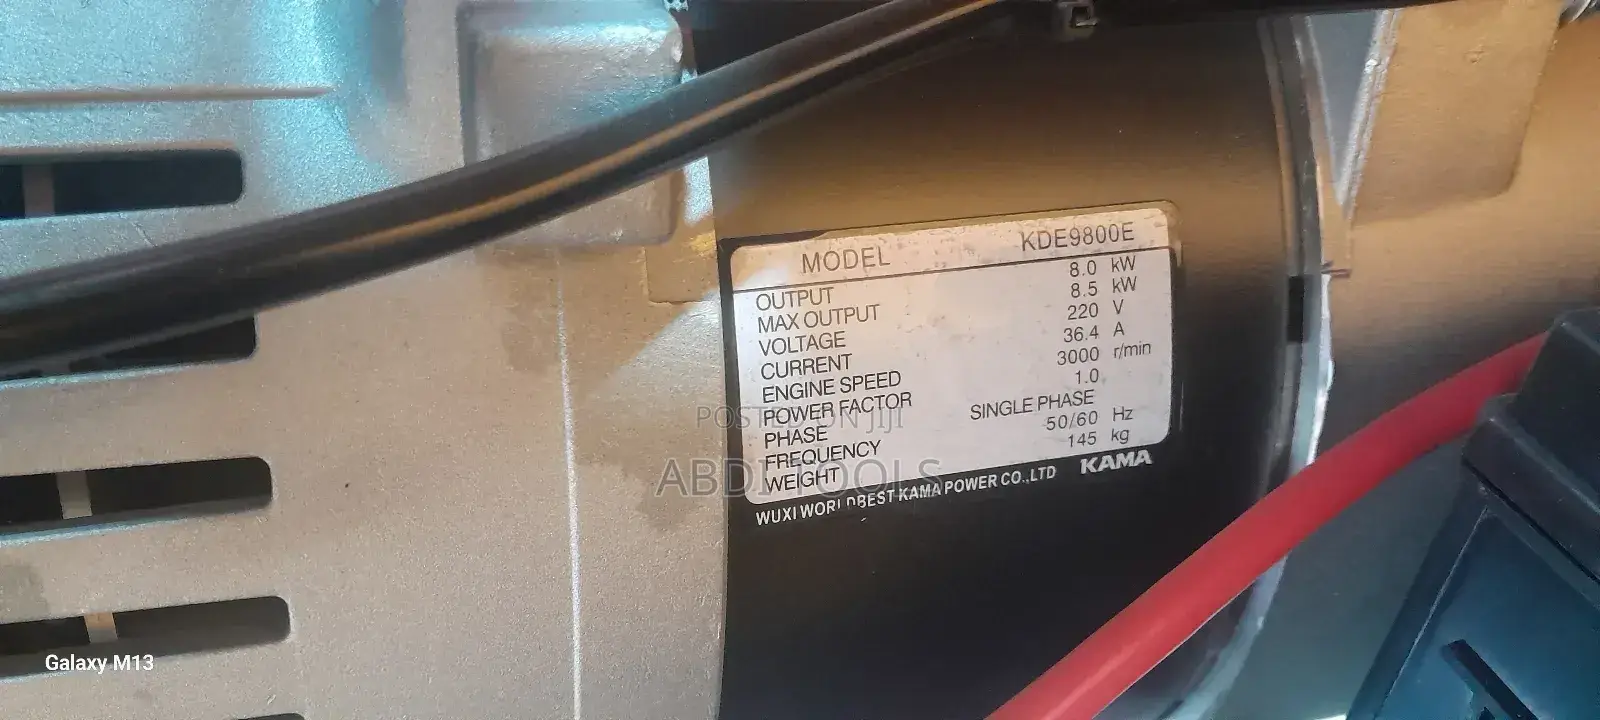 MODEL KDE9800E
OUTPUT 8.0 kW
MAX OUTPUT 8.5 kW
VOLTAGE 220 V
CURRENT 36.4 A
ENGINE SPEED 3000 r/min
POWER FACTOR 1.0
PHASE SINGLE PHASE
FREQUENCY 50/60 Hz
WEIGHT 145 kg
WUXI WORLDBEST KAMA POWER CO.,LTD KAMA
POSTED ON JIJI
ABDI TOOLS
Galaxy M13